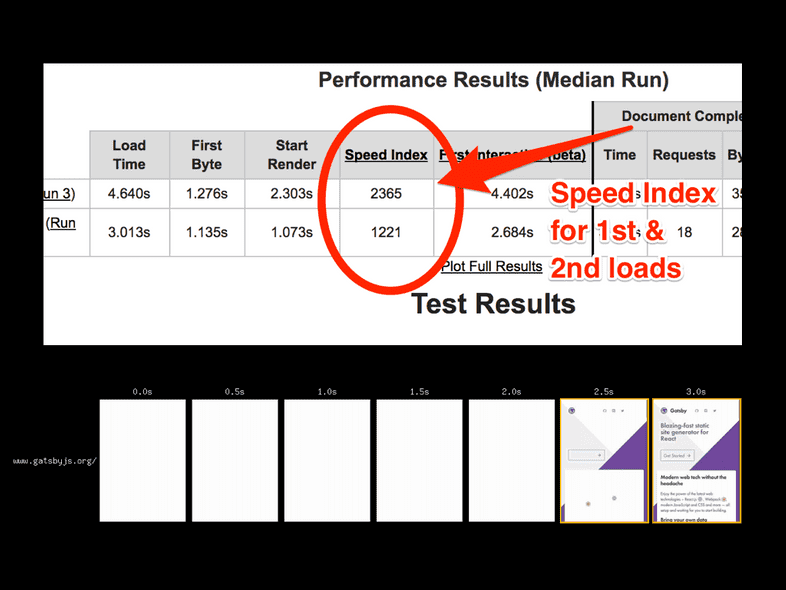 Performance Results (Median Run)
Document Comple
Load Time
First Byte
Start Render
Speed Index
First Interactive (beta)
Time
Requests
By
un 3)
4.640s
1.276s
2.303s
2365
4.402s
35
(Run
3.013s
1.135s
1.073s
1221
2.684s
18
28
Speed Index
for 1st &
2nd loads
Plot Full Results
Test Results
0.0s
0.5s
1.0s
1.5s
2.0s
2.5s
3.0s
www.gatsbyjs.org/
Gatsby
Blazing-fast static
site generator for
React
Get Started →
Modern web tech without the
headache
Enjoy the power of the latest web
technologies – React.js, Webpack,
modern JavaScript and CSS and more — all
setup and waiting for you to start building.
Bring your own data